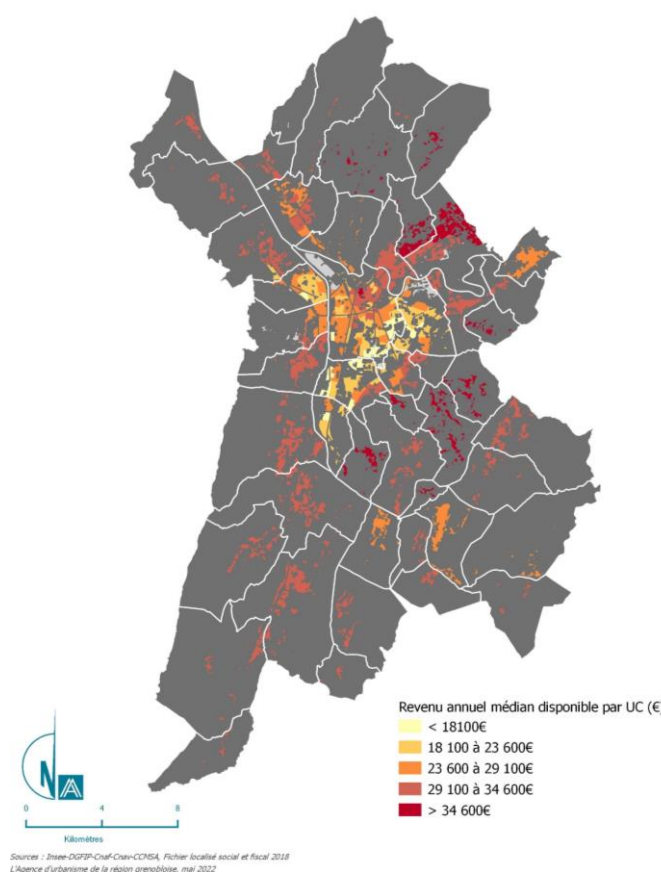 Revenu annuel médian disponible par UC (€)
< 18100€
18 100 à 23 600€
23 600 à 29 100€
29 100 à 34 600€
> 34 600€
N
0 4 8
Kilomètres
Sources : Insee-DGFIP-Cnaf-Cnav-CCMSA, Fichier localisé social et fiscal 2018
L'Agence d'urbanisme de la région grenobloise, mai 2022